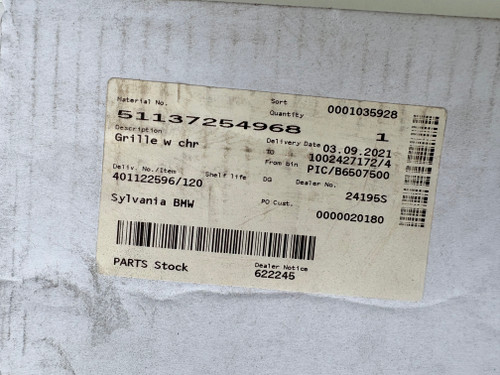 Material No.
51137254968
Sort
0001035928
Quantity
1
Description
Grille w chr
Delivery Date 03.09.2021
TO 1002427172/4
From bin PIC/B6507500
Deliv. No./Item
401122596/120
Shelf life
DG
Dealer No.
24195S
Sylvania BMW
PO Cust.
0000020180
PARTS Stock
Dealer Notice
622245